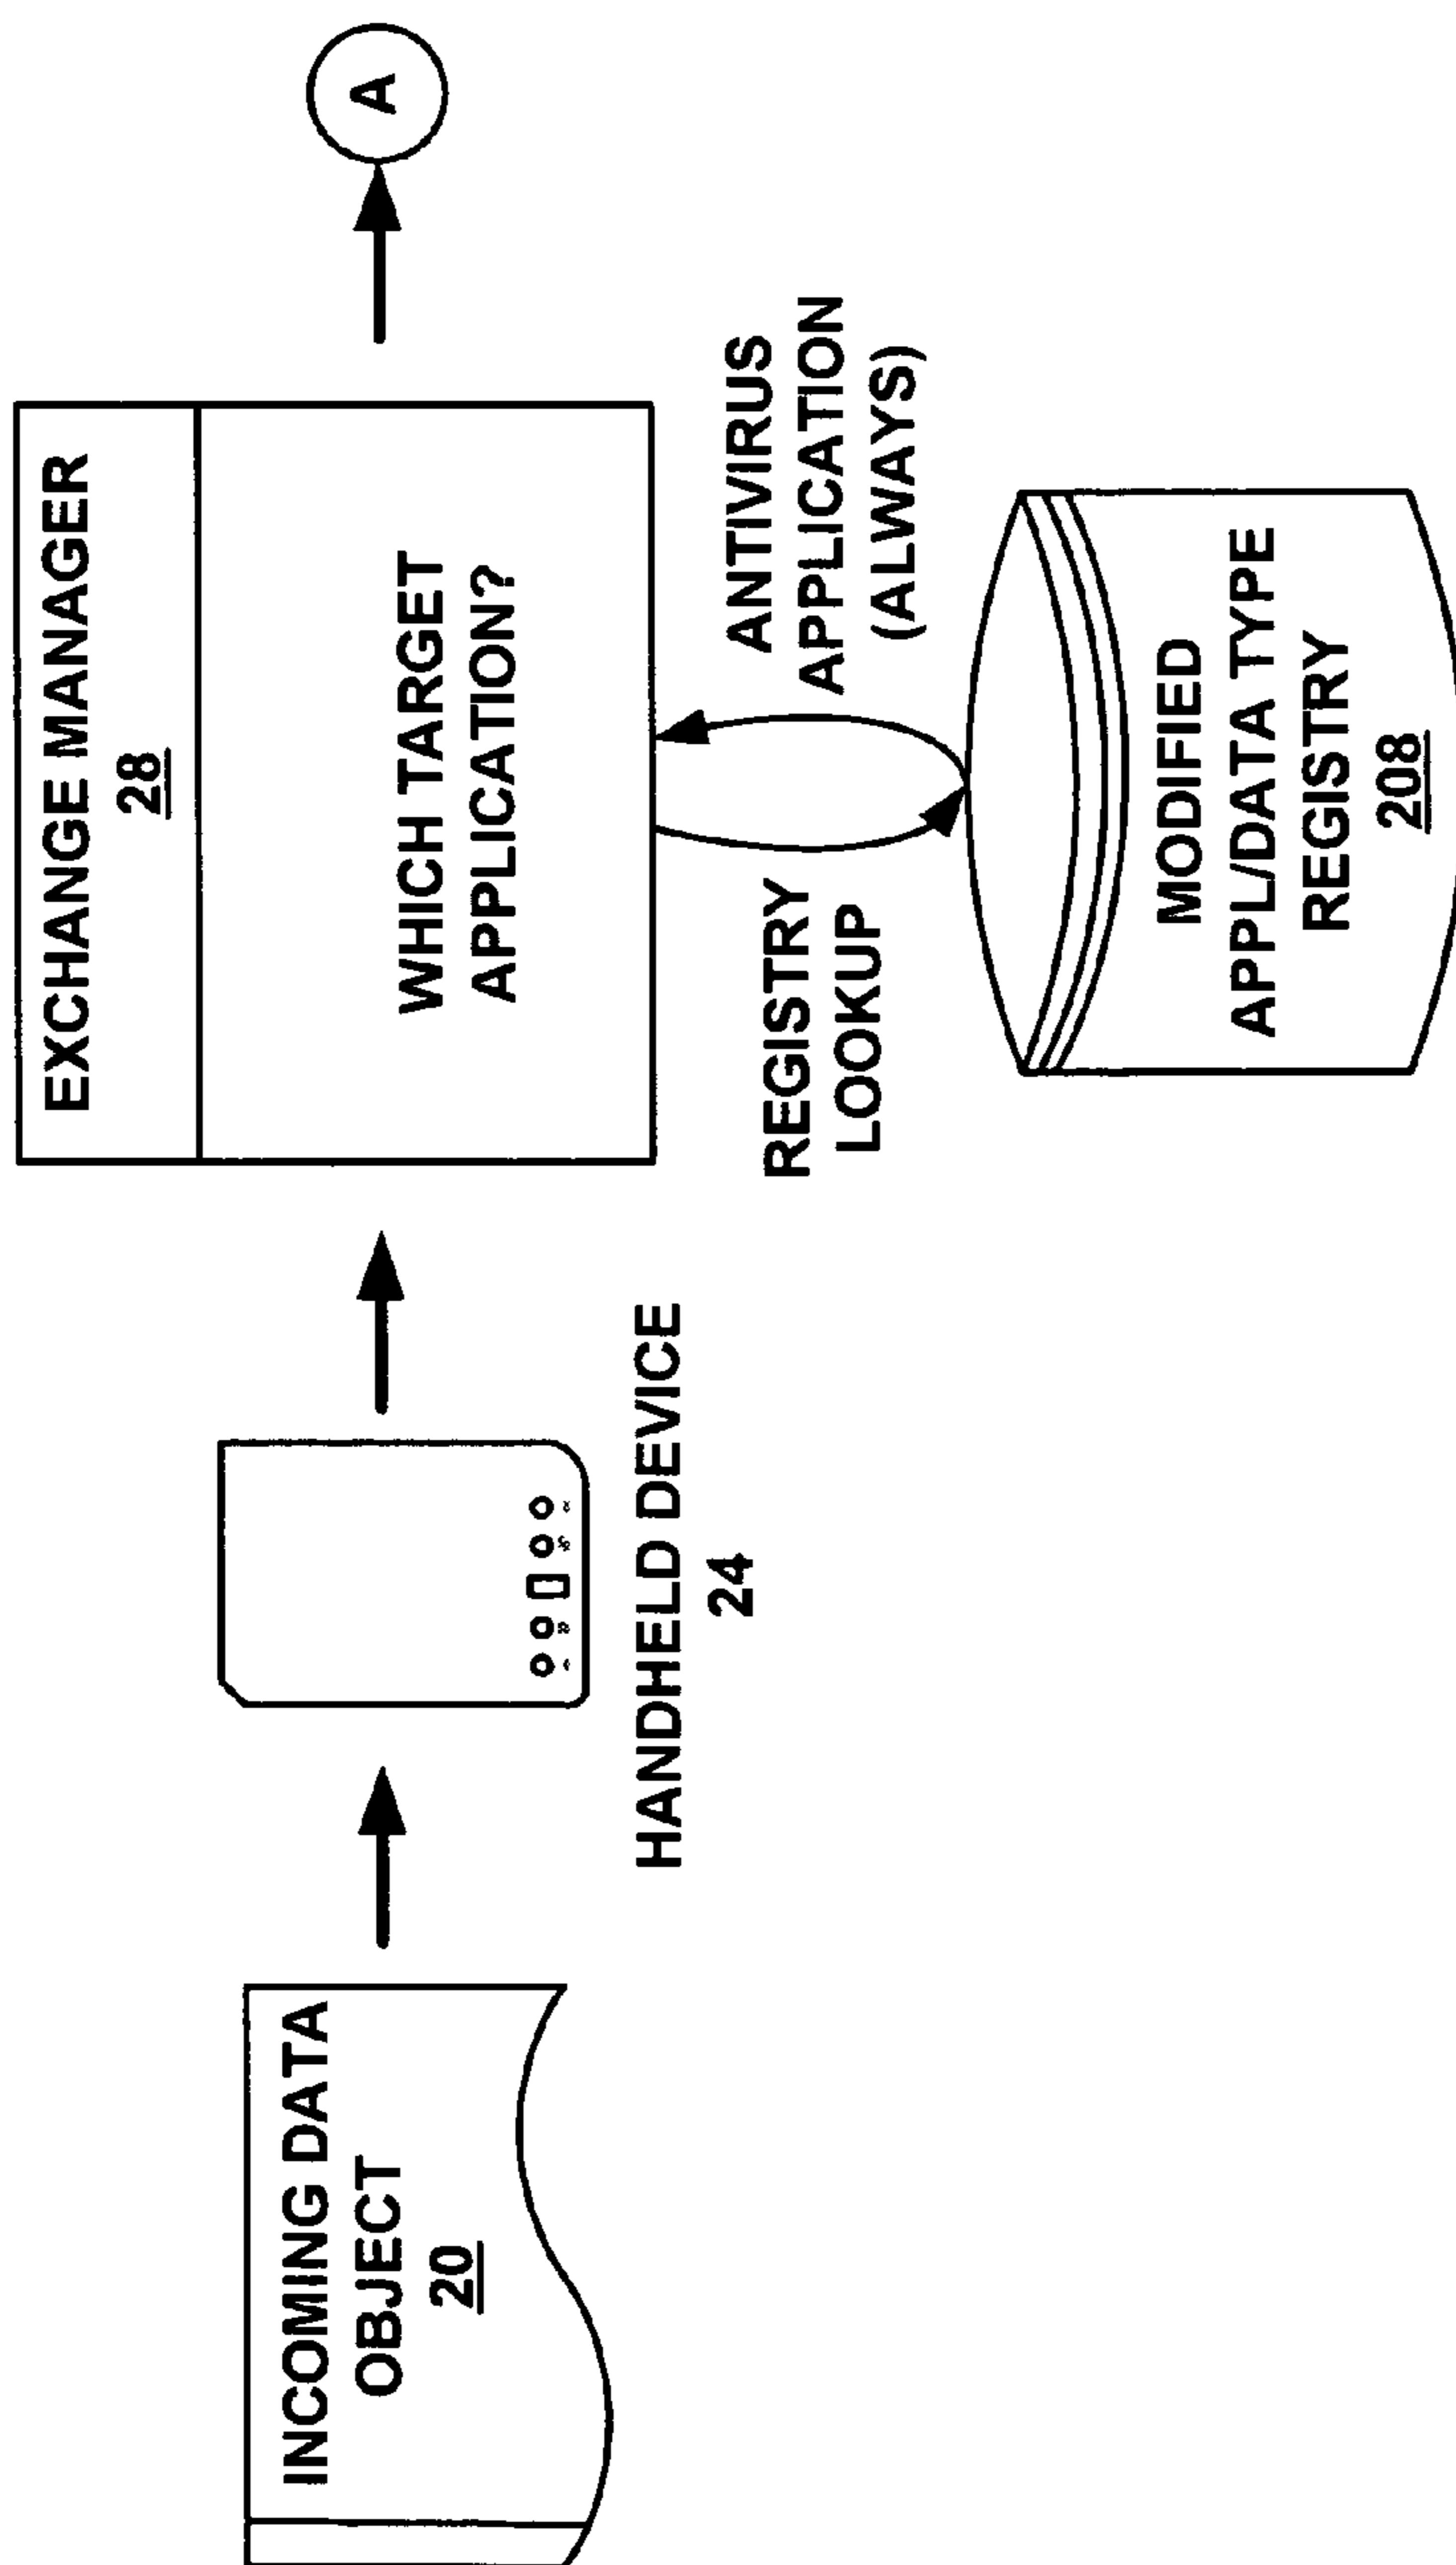 INCOMING DATA
OBJECT
20
HANDHELD DEVICE
24
EXCHANGE MANAGER
28
WHICH TARGET
APPLICATION?
REGISTRY
LOOKUP
ANTIVIRUS
APPLICATION
(ALWAYS)
MODIFIED
APPL/DATA TYPE
REGISTRY
208
A